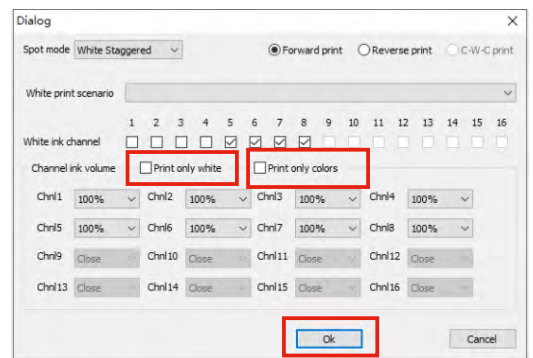 Dialog
Spot mode White Staggered Forward print Reverse print C-W-C print
White print scenario
1 2 3 4 5 6 7 8 9 10 11 12 13 14 15 16
White ink channel
Channel ink volume Print only white Print only colors
Chnl1 100% Chnl2 100% Chnl3 100% Chnl4 100%
Chnl5 100% Chnl6 100% Chnl7 100% Chnl8 100%
Chnl9 Close Chnl10 Close Chnl11 Close Chnl12 Close
Chnl13 Close Chnl14 Close Chnl15 Close Chnl16 Close
Ok Cancel